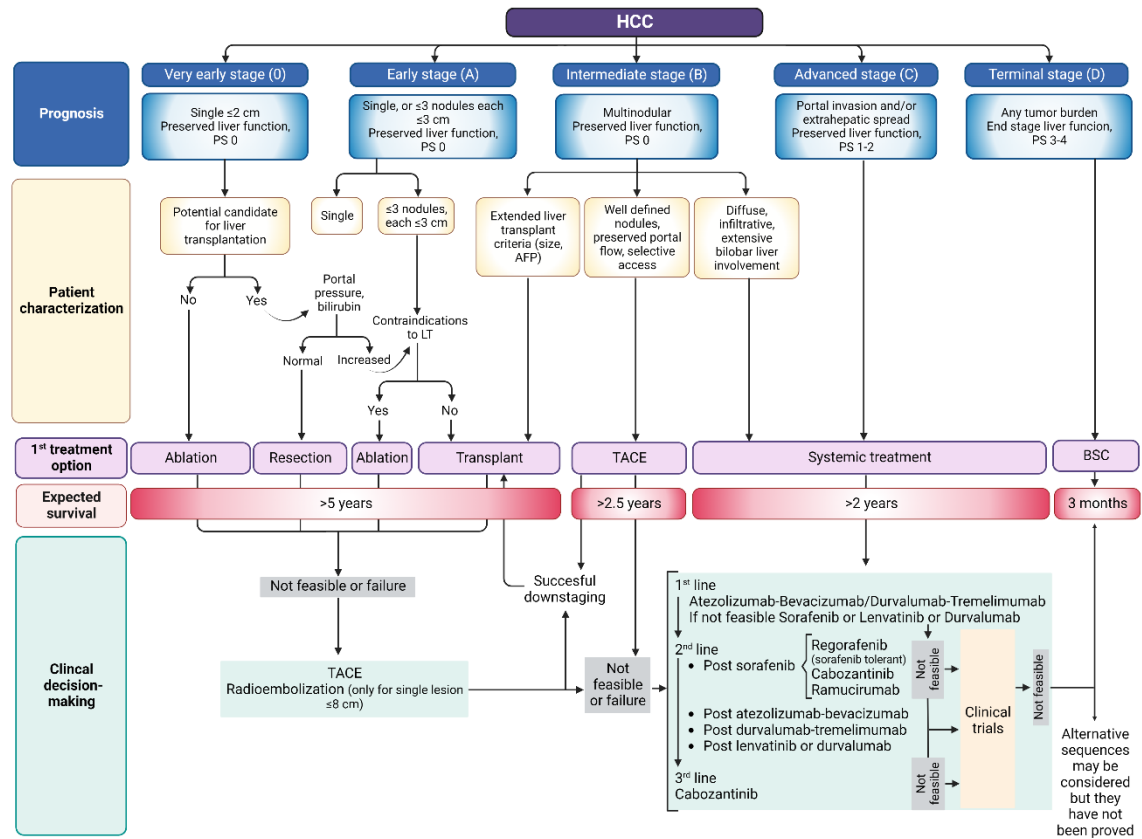 HCC
Prognosis
Very early stage (0)
Single ≤2 cm
Preserved liver function,
PS 0
Early stage (A)
Single, or ≤3 nodules each
≤3 cm
Preserved liver function,
PS 0
Intermediate stage (B)
Multinodular
Preserved liver function,
PS 0
Advanced stage (C)
Portal invasion and/or
extrahepatic spread
Preserved liver function,
PS 1-2
Terminal stage (D)
Any tumor burden
End stage liver function,
PS 3-4
Patient
characterization
Potential candidate
for liver
transplantation
Single
≤3 nodules,
each ≤3 cm
Extended liver
transplant
criteria (size,
AFP)
Well defined
nodules,
preserved portal
flow, selective
access
Diffuse,
infiltrative,
extensive
bilobar liver
involvement
No
Yes
Portal
pressure,
bilirubin
Contraindications
to LT
Normal
Increased
Yes
No
1st treatment
option
Ablation
Resection
Ablation
Transplant
TACE
Systemic treatment
BSC
Expected
survival
>5 years
>2.5 years
>2 years
3 months
Clincal decision-
making
Not feasible or failure
Succesful
downstaging
TACE
Radioembolization (only for single lesion
≤8 cm)
Not
feasible
or failure
1st line
Atezolizumab-Bevacizumab/Durvalumab-Tremelimumab
If not feasible Sorafenib or Lenvatinib or Durvalumab
2nd line
• Post sorafenib
Regorafenib
(sorafenib tolerant)
Cabozantinib
Ramucirumab
• Post atezolizumab-bevacizumab
• Post durvalumab-tremelimumab
• Post lenvatinib or durvalumab
3rd line
Cabozantinib
Not
feasible
Not
feasible
Clinical
trials
Not feasible
Alternative
sequences
may be
considered
but they
have not
been proved